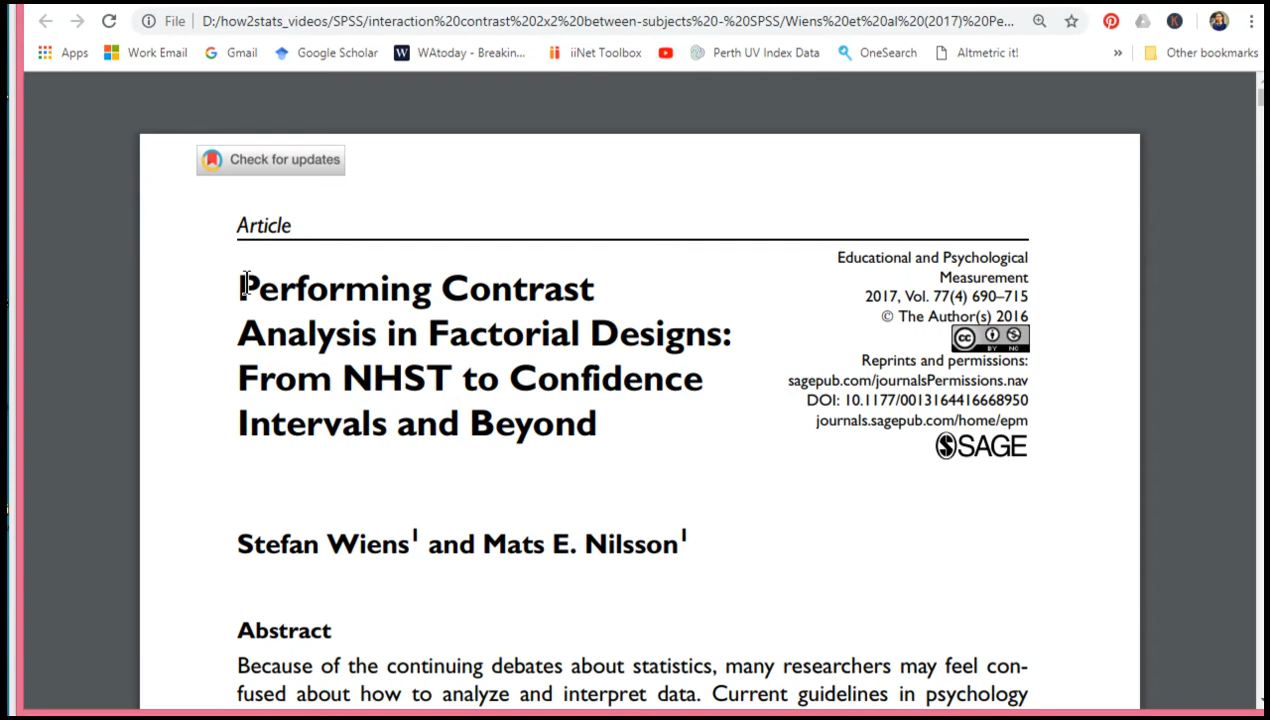 File D:/how2stats_videos/SPSS/interaction%20contrast%202x2%20between-subjects%20-%20SPSS/Wiens%20et%20al%20(2017)%20Pe...
Apps Work Email Gmail Google Scholar WAtoday - Breakin... iiNet Toolbox Perth UV Index Data OneSearch Altmetric it! » Other bookmarks
Check for updates
Article
Performing Contrast
Analysis in Factorial Designs:
From NHST to Confidence
Intervals and Beyond
Educational and Psychological
Measurement
2017, Vol. 77(4) 690–715
© The Author(s) 2016
CC BY NC
Reprints and permissions:
sagepub.com/journalsPermissions.nav
DOI: 10.1177/0013164416668950
journals.sagepub.com/home/epm
SAGE
Stefan Wiens1 and Mats E. Nilsson1
Abstract
Because of the continuing debates about statistics, many researchers may feel con-
fused about how to analyze and interpret data. Current guidelines in psychology